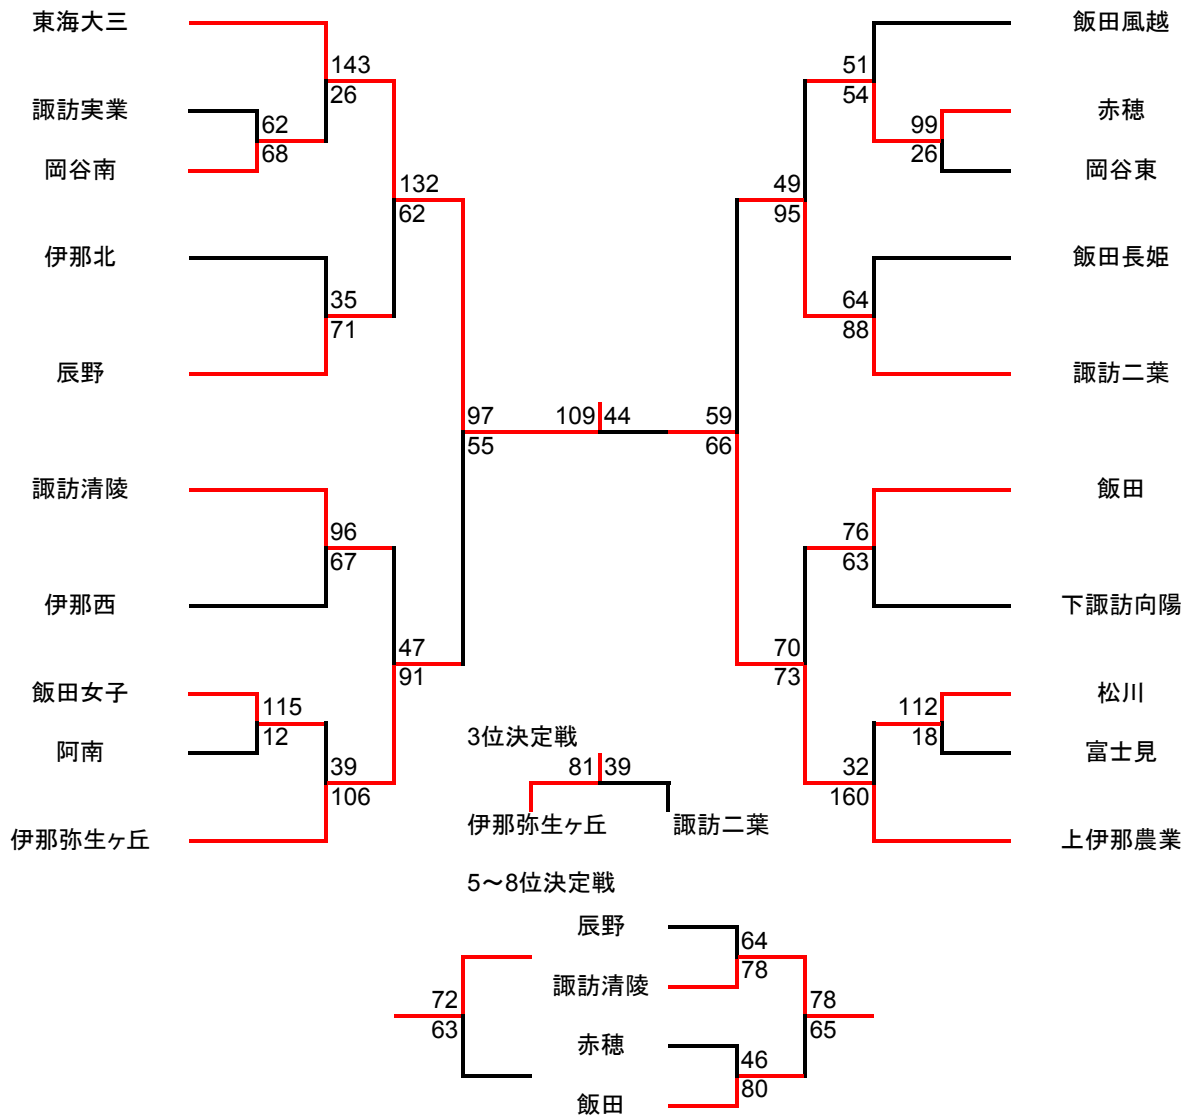 東海大三
飯田風越
143
51
26
54
諏訪実業
赤穂
62
99
68
26
岡谷南
岡谷東
132
49
62
95
伊那北
飯田長姫
35
64
71
88
辰野
諏訪二葉
97
109
44
59
55
66
諏訪清陵
飯田
96
76
67
63
伊那西
下諏訪向陽
47
70
91
73
飯田女子
松川
115
112
12
18
阿南
富士見
3位決定戦
39
81
39
32
106
160
伊那弥生ヶ丘
諏訪二葉
伊那弥生ヶ丘
上伊那農業
5～8位決定戦
辰野
64
78
諏訪清陵
72
78
63
65
赤穂
46
80
飯田